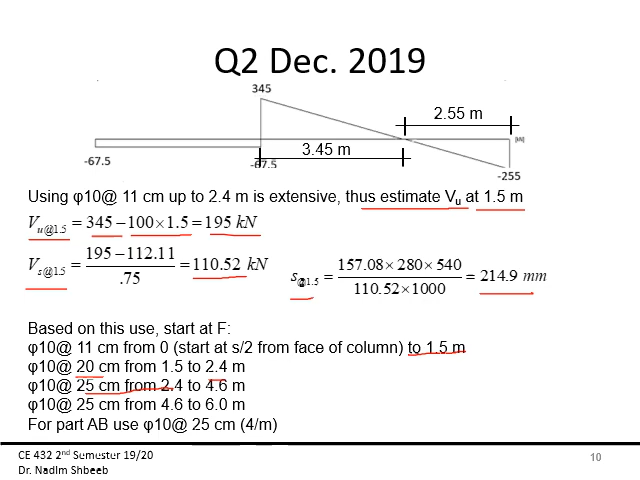 Q2 Dec. 2019
345
2.55 m
3.45 m
-67.5
-67.5
-255
Using φ10@ 11 cm up to 2.4 m is extensive, thus estimate Vu at 1.5 m
Vu@1.5 = 345 − 100 × 1.5 = 195 kN
Vs@1.5 = (195 − 112.11) / .75 = 110.52 kN
s@1.5 = (157.08 × 280 × 540) / (110.52 × 1000) = 214.9 mm
Based on this use, start at F:
φ10@ 11 cm from 0 (start at s/2 from face of column) to 1.5 m
φ10@ 20 cm from 1.5 to 2.4 m
φ10@ 25 cm from 2.4 to 4.6 m
φ10@ 25 cm from 4.6 to 6.0 m
For part AB use φ10@ 25 cm (4/m)
CE 432 2nd Semester 19/20
Dr. Nadim Shbeeb
10